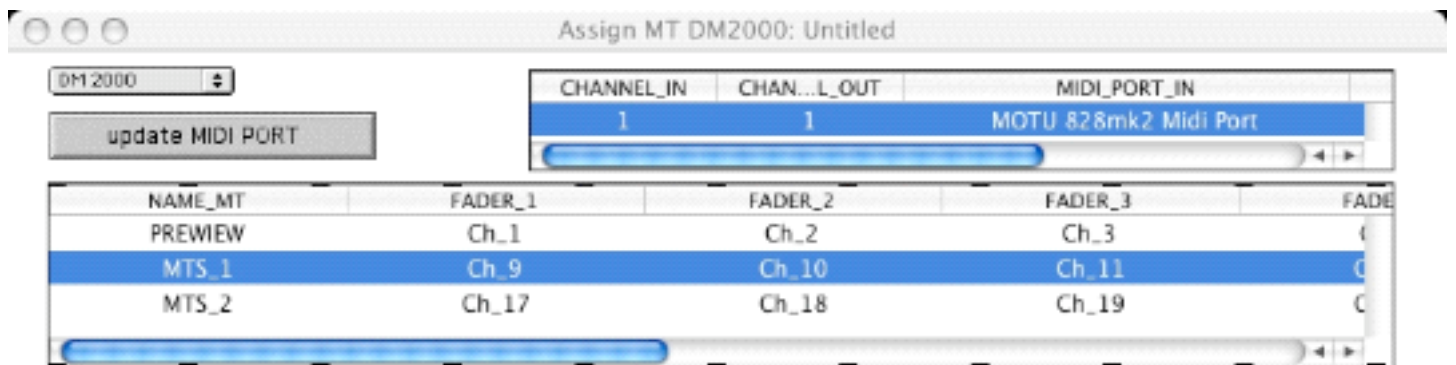 Assign MT DM2000: Untitled
DM 2000
update MIDI PORT
CHANNEL_IN CHAN...L_OUT MIDI_PORT_IN
1 1 MOTU 828mk2 Midi Port
NAME_MT FADER_1 FADER_2 FADER_3 FADE
PREWIEW Ch_1 Ch_2 Ch_3
MTS_1 Ch_9 Ch_10 Ch_11 C
MTS_2 Ch_17 Ch_18 Ch_19 C